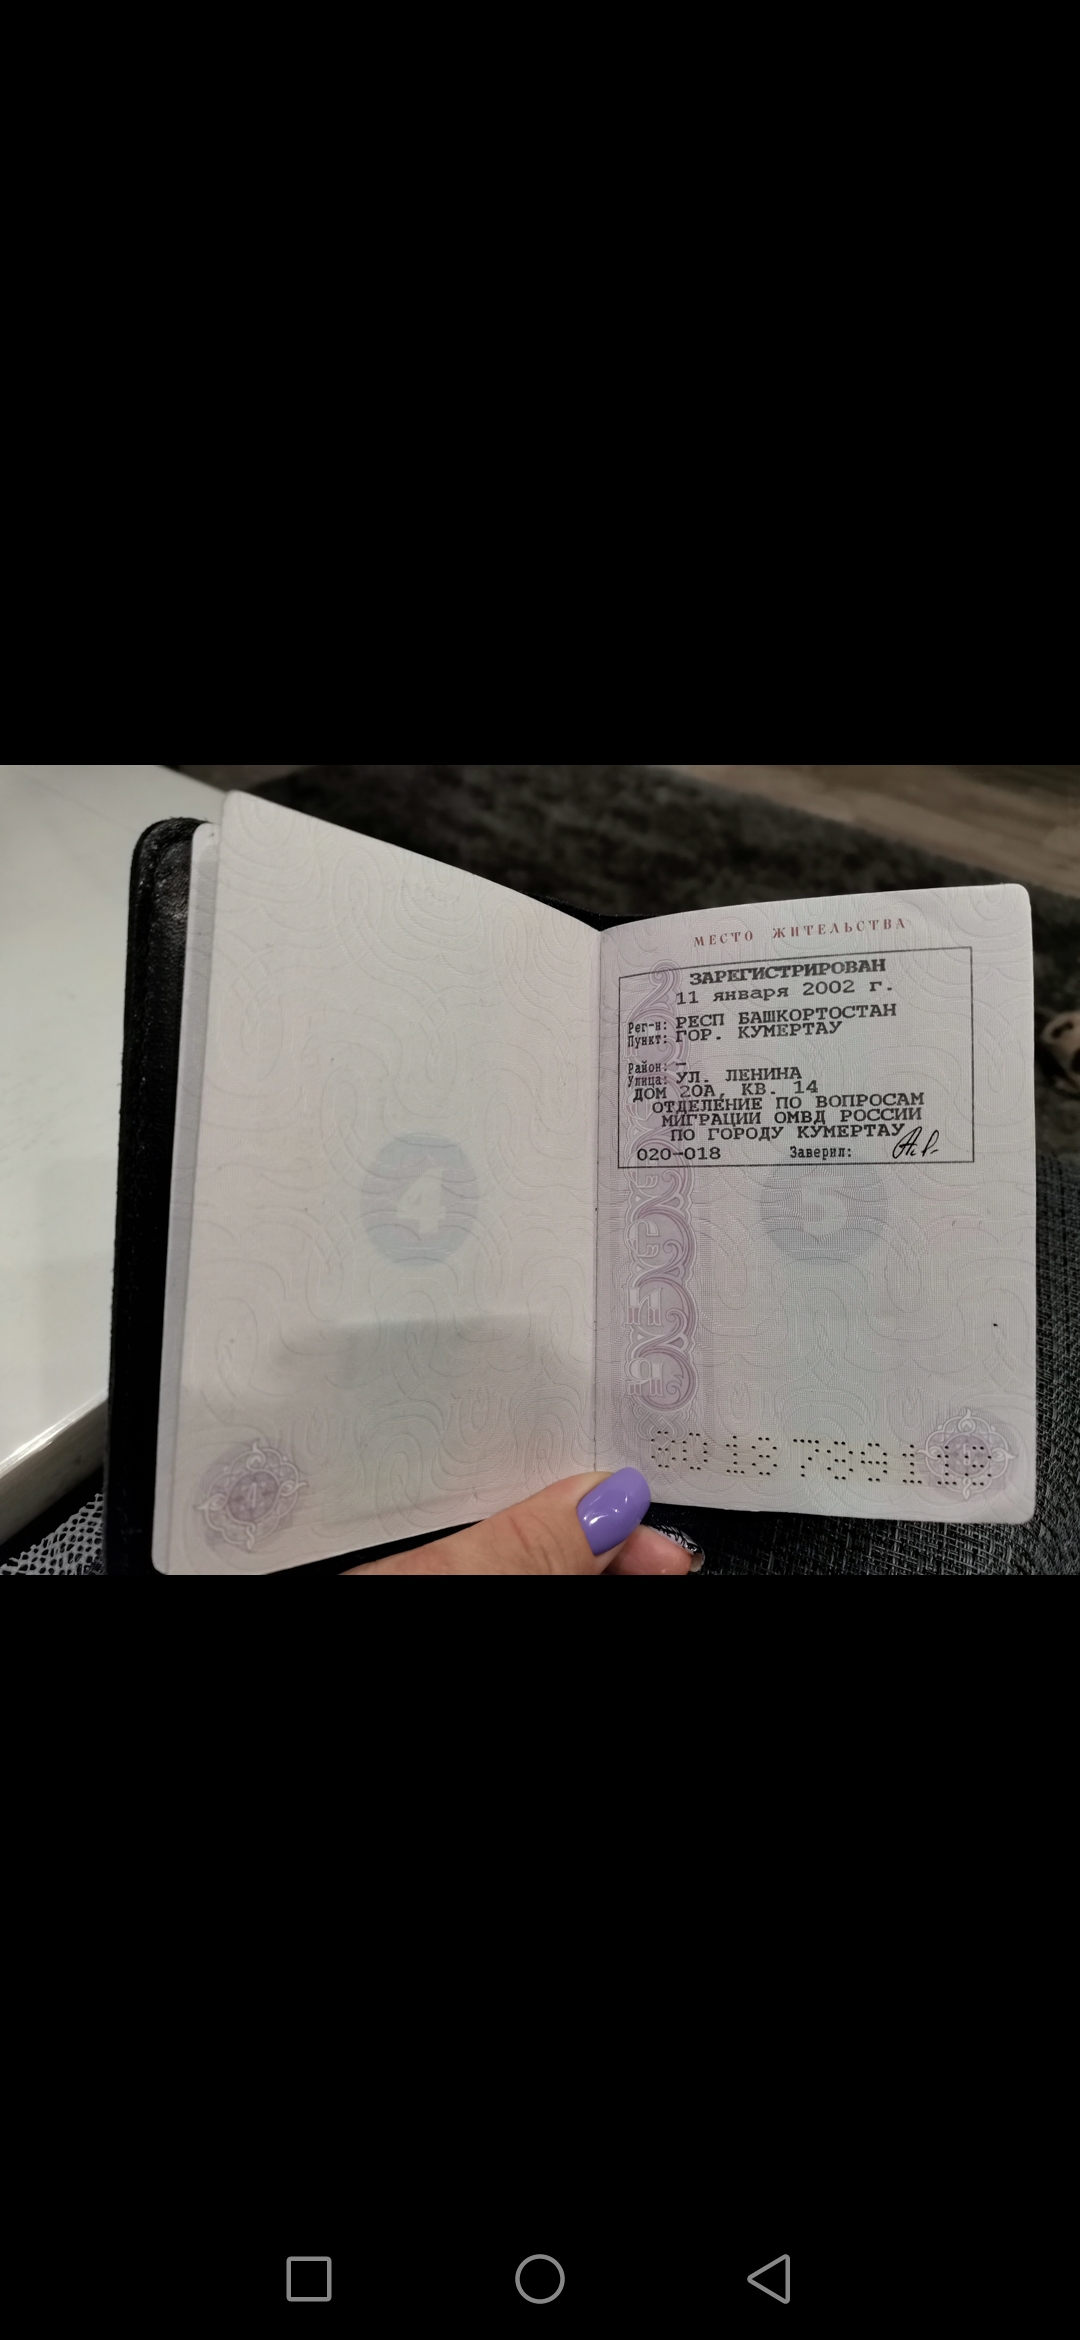 4
МЕСТО ЖИТЕЛЬСТВА
ЗАРЕГИСТРИРОВАН
11 января 2002 г.
Рег-н: РЕСП БАШКОРТОСТАН
Пункт: ГОР. КУМЕРТАУ
Район: —
Улица: УЛ. ЛЕНИНА
ДОМ 20А, КВ. 14
ОТДЕЛЕНИЕ ПО ВОПРОСАМ
МИГРАЦИИ ОМВД РОССИИ
ПО ГОРОДУ КУМЕРТАУ
020-018 Заверил:
5